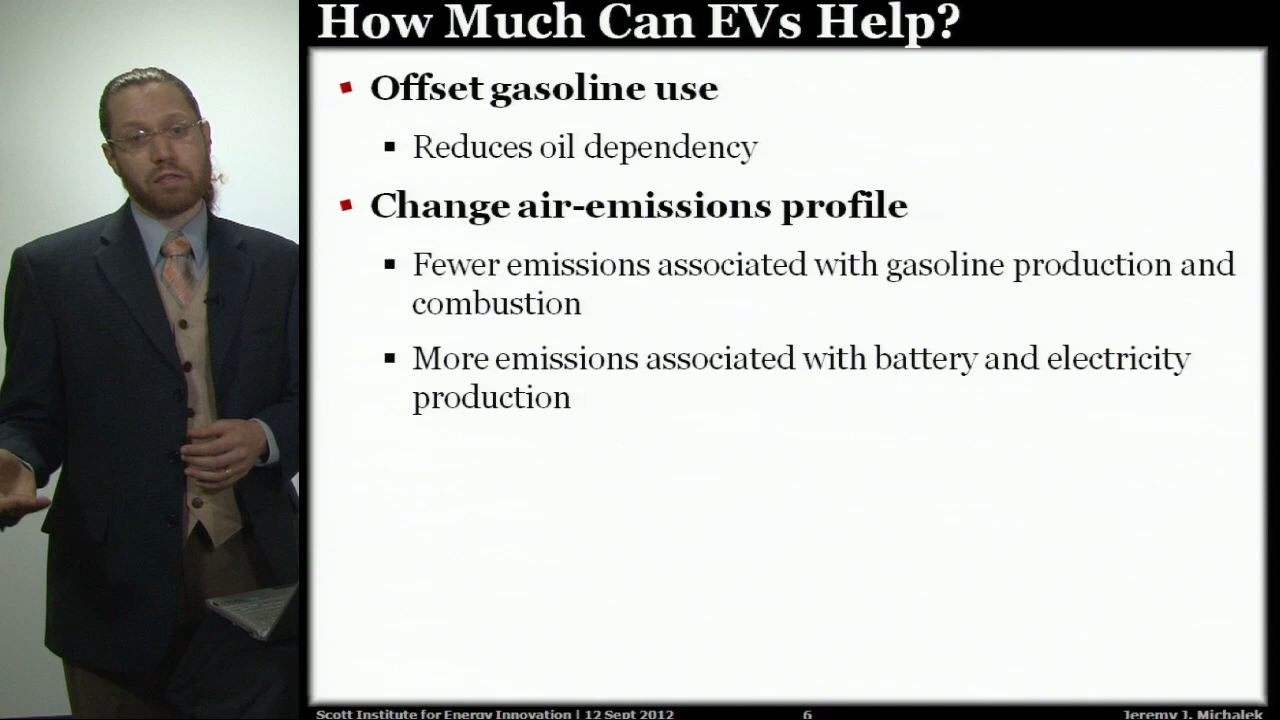 How Much Can EVs Help?
Offset gasoline use
Reduces oil dependency
Change air-emissions profile
Fewer emissions associated with gasoline production and
combustion
More emissions associated with battery and electricity
production
Scott Institute for Energy Innovation | 12 Sept 2012 6 Jeremy J. Michalek